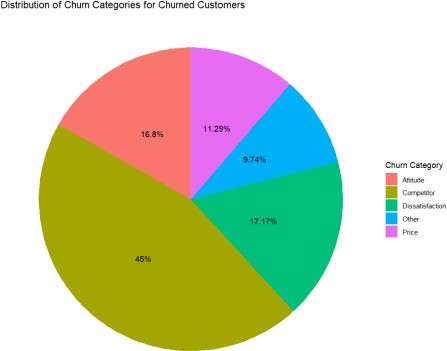 Distribution of Churn Categories for Churned Customers
11.29%
16.8%
9.74%
17.17%
45%
Churn Category
Attitude
Competitor
Dissatisfaction
Other
Price